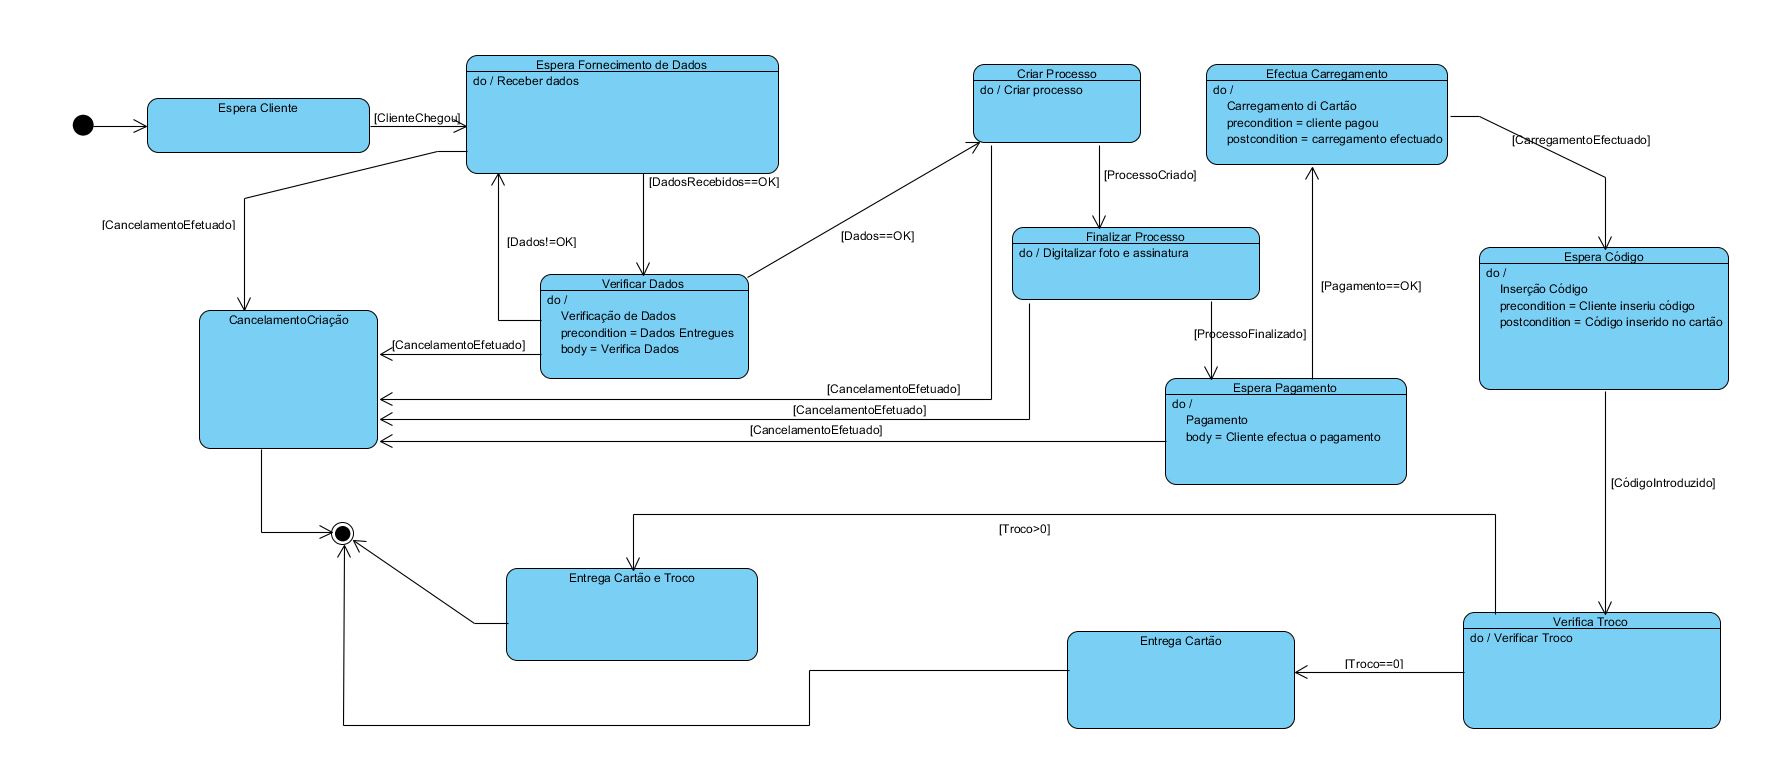 Espera Cliente
[ClienteChegou]
Espera Fornecimento de Dados
do / Receber dados
[DadosRecebidos==OK]
[CancelamentoEfetuado]
[Dados!=OK]
Verificar Dados
do /
Verificação de Dados
precondition = Dados Entregues
body = Verifica Dados
[Dados==OK]
[CancelamentoEfetuado]
CancelamentoCriação
Criar Processo
do / Criar processo
[ProcessoCriado]
[CancelamentoEfetuado]
Finalizar Processo
do / Digitalizar foto e assinatura
[ProcessoFinalizado]
[CancelamentoEfetuado]
Espera Pagamento
do /
Pagamento
body = Cliente efectua o pagamento
[CancelamentoEfetuado]
[Pagamento==OK]
Efectua Carregamento
do /
Carregamento di Cartão
precondition = cliente pagou
postcondition = carregamento efectuado
[CarregamentoEfectuado]
Espera Código
do /
Inserção Código
precondition = Cliente inseriu código
postcondition = Código inserido no cartão
[CódigoIntroduzido]
Verifica Troco
do / Verificar Troco
[Troco>0]
[Troco==0]
Entrega Cartão e Troco
Entrega Cartão